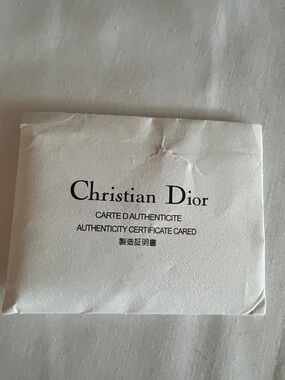 Christian Dior
CARTE D'AUTHENTICITE
AUTHENTICITY CERTIFICATE CARED
製造証明書